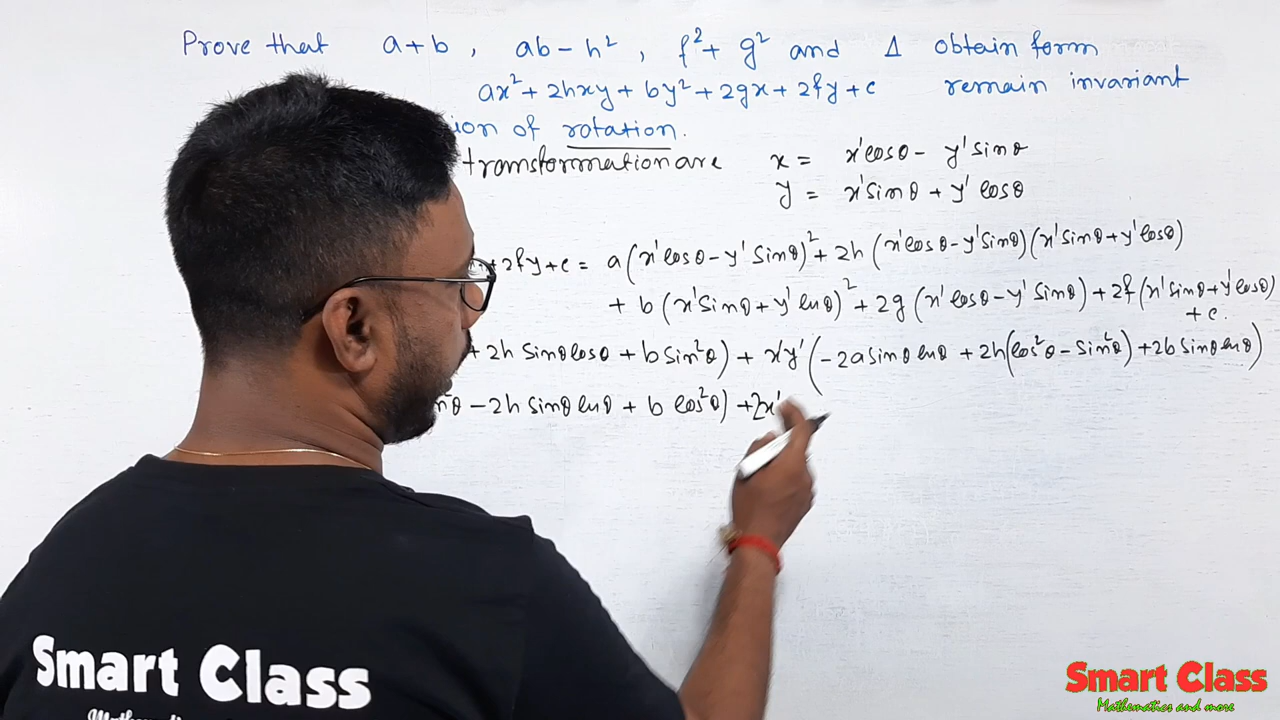 Prove that a+b, ab-h², f²+g² and Δ obtain form
ax²+2hxy+by²+2gx+2fy+c remain invariant
ion of rotation.
transformation are x = x'cosθ - y'sinθ
y = x'sinθ + y'cosθ
+2fy+c = a(x'cosθ-y'sinθ)²+2h(x'cosθ-y'sinθ)(x'sinθ+y'cosθ)
+ b(x'sinθ+y'cosθ)²+2g(x'cosθ-y'sinθ)+2f(x'sinθ+y'cosθ)
+c.
+2h sinθcosθ+b sin²θ) + x'y'(-2a sinθcosθ+2h(cos²θ-sin²θ)+2b sinθcosθ)
n²θ -2h sinθcosθ + b cos²θ) +2x'
Smart Class
Smart Class
Mathematics and more